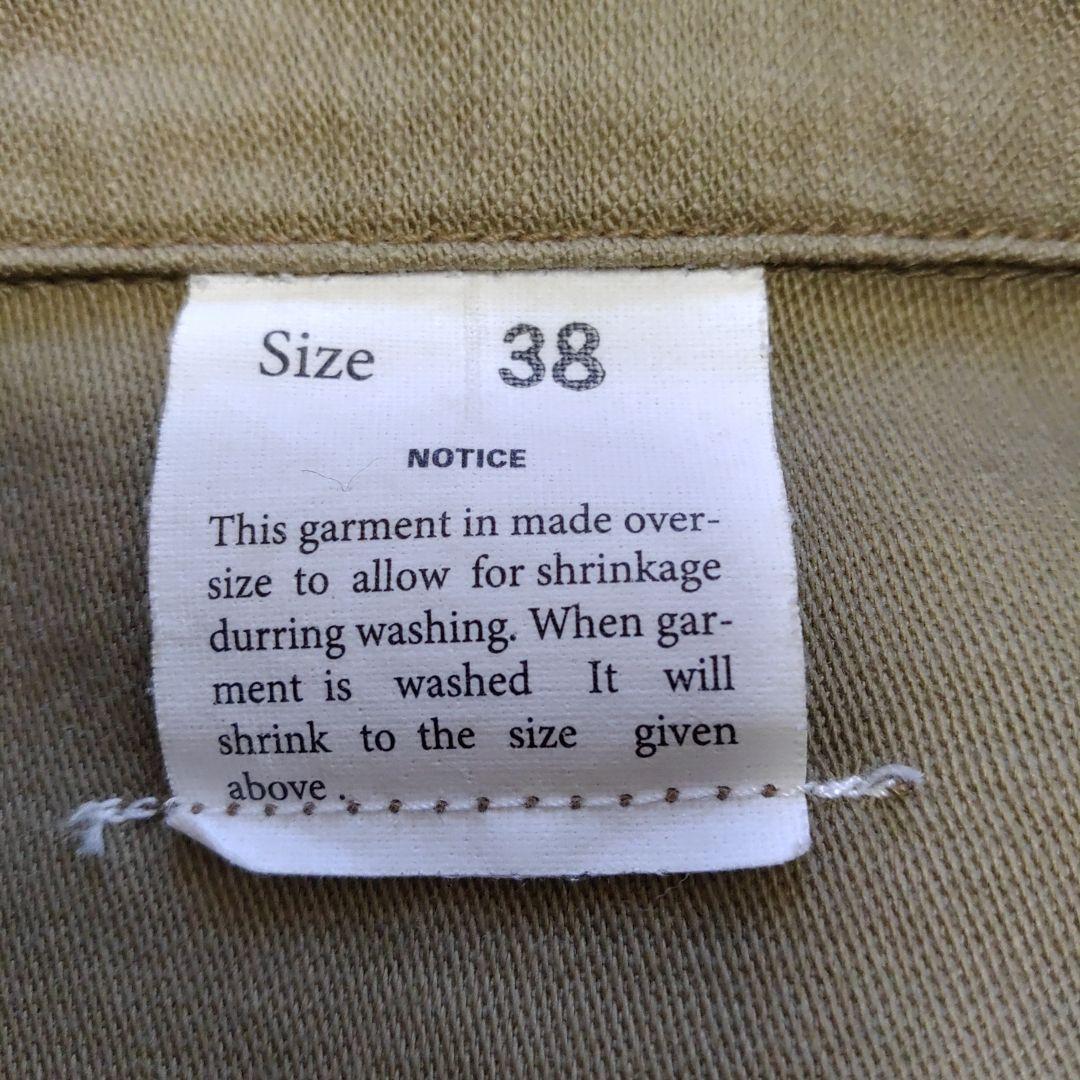 Size 38
NOTICE
This garment in made over-
size to allow for shrinkage
durring washing. When gar-
ment is washed It will
shrink to the size given
above .